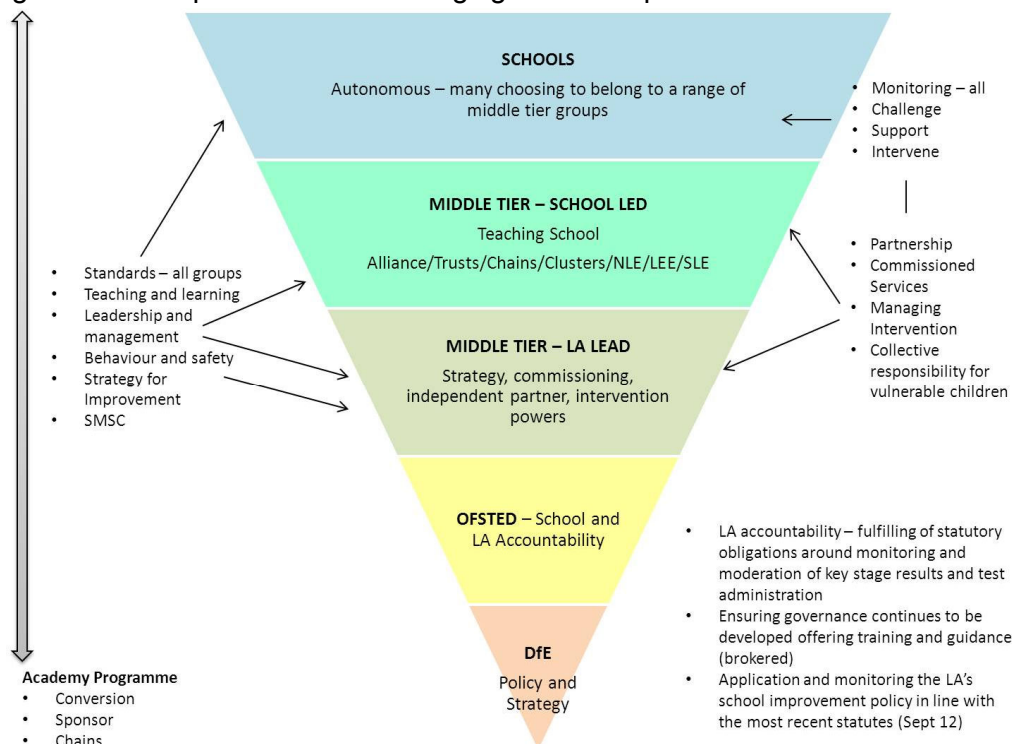 SCHOOLS
Autonomous – many choosing to belong to a range of
middle tier groups
• Monitoring – all
• Challenge
• Support
• Intervene
MIDDLE TIER – SCHOOL LED
Teaching School
Alliance/Trusts/Chains/Clusters/NLE/LEE/SLE
• Partnership
• Commissioned
Services
• Managing
Intervention
• Collective
responsibility for
vulnerable children
• Standards – all groups
• Teaching and learning
• Leadership and
management
• Behaviour and safety
• Strategy for
Improvement
• SMSC
MIDDLE TIER – LA LEAD
Strategy, commissioning,
independent partner, intervention
powers
OFSTED – School and
LA Accountability
• LA accountability – fulfilling of statutory
obligations around monitoring and
moderation of key stage results and test
administration
• Ensuring governance continues to be
developed offering training and guidance
(brokered)
• Application and monitoring the LA's
school improvement policy in line with
the most recent statutes (Sept 12)
DfE
Policy and
Strategy
Academy Programme
• Conversion
• Sponsor
• Chains